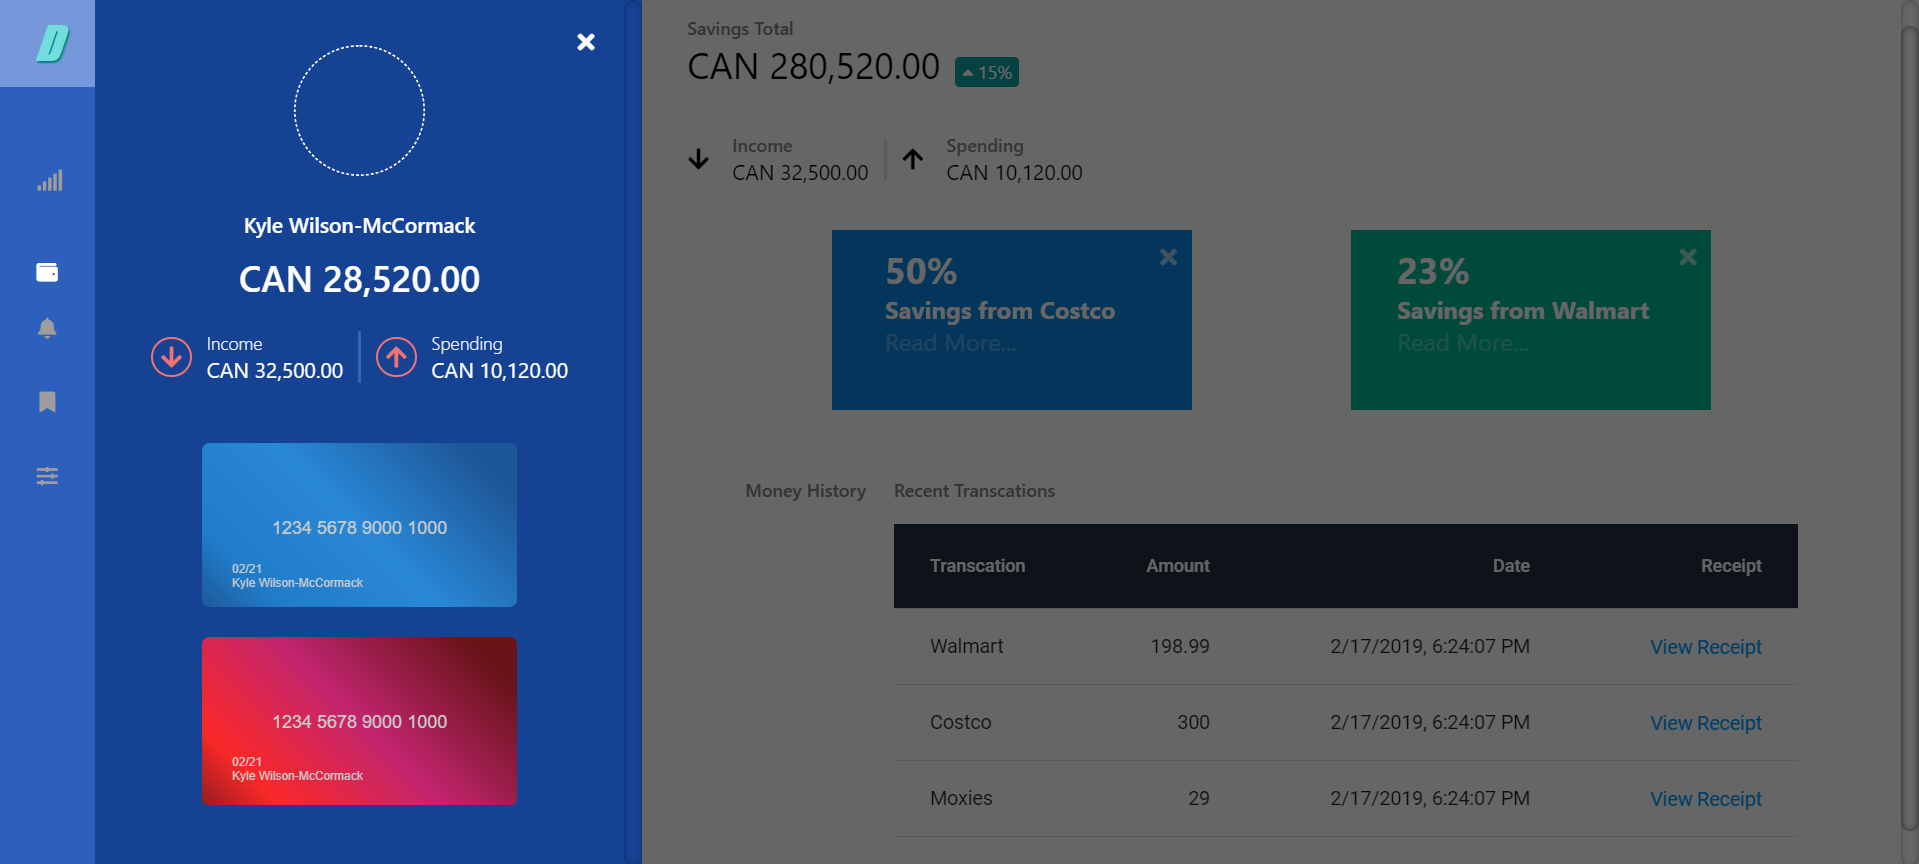 D
Kyle Wilson-McCormack
CAN 28,520.00
Income
CAN 32,500.00
Spending
CAN 10,120.00
1234 5678 9000 1000
02/21
Kyle Wilson-McCormack
1234 5678 9000 1000
02/21
Kyle Wilson-McCormack
Savings Total
CAN 280,520.00
15%
Income
CAN 32,500.00
Spending
CAN 10,120.00
50%
Savings from Costco
Read More...
23%
Savings from Walmart
Read More...
Money History
Recent Transcations
Transcation Amount Date Receipt
Walmart 198.99 2/17/2019, 6:24:07 PM View Receipt
Costco 300 2/17/2019, 6:24:07 PM View Receipt
Moxies 29 2/17/2019, 6:24:07 PM View Receipt